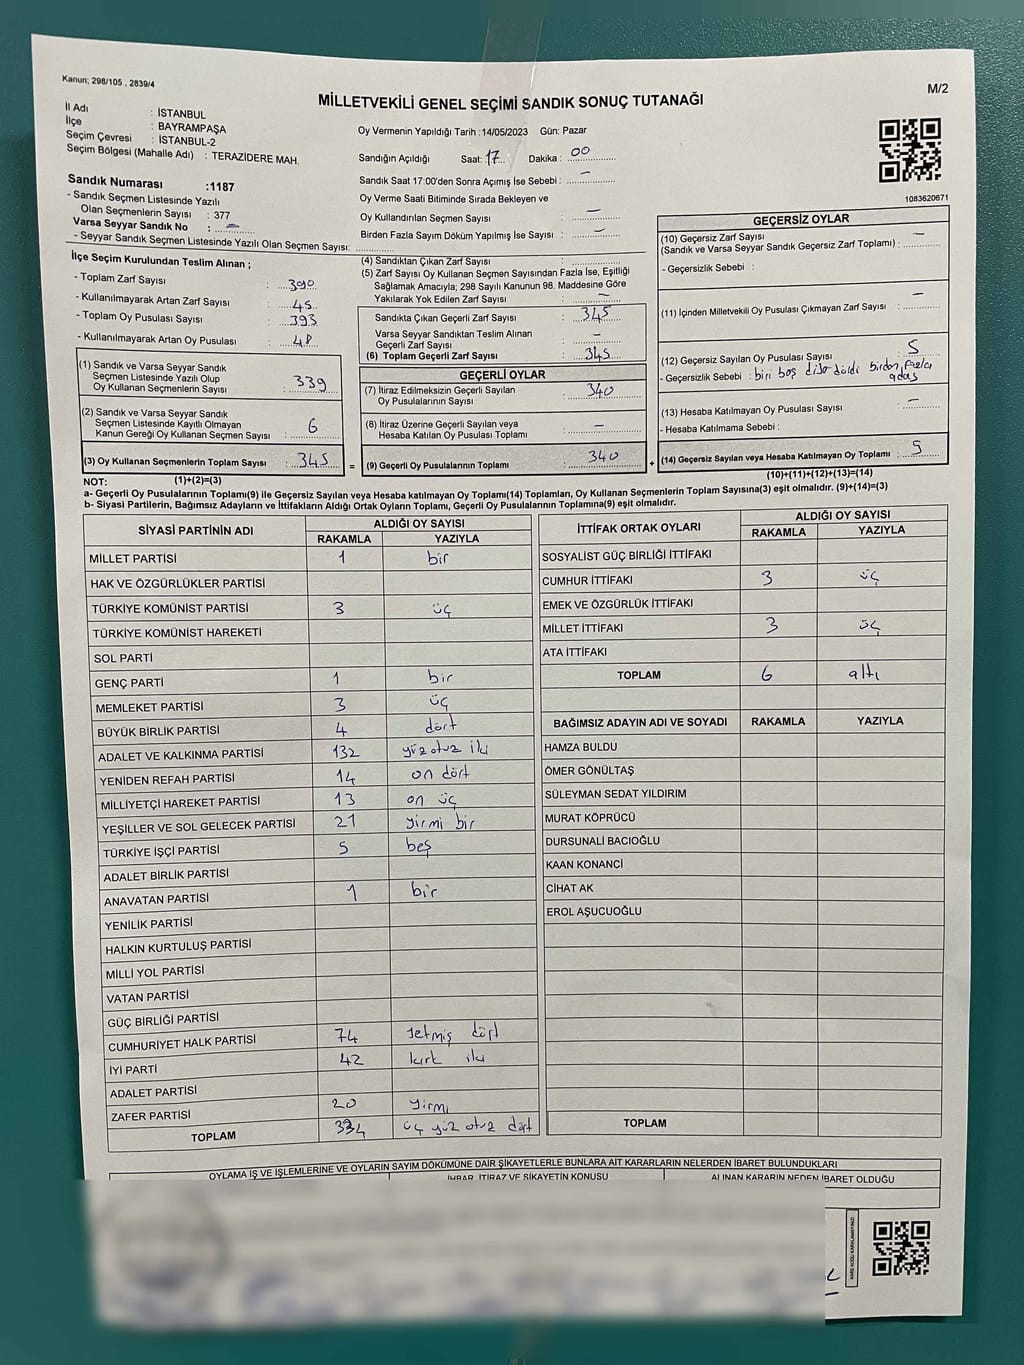 Kanun; 298/105 , 2839/4
M/2
MİLLETVEKİLİ GENEL SEÇİMİ SANDIK SONUÇ TUTANAĞI
İl Adı : İSTANBUL
İlçe : BAYRAMPAŞA
Seçim Çevresi : İSTANBUL-2
Seçim Bölgesi (Mahalle Adı) : TERAZİDERE MAH.
Sandık Numarası :1187
- Sandık Seçmen Listesinde Yazılı
Olan Seçmenlerin Sayısı : 377
Varsa Seyyar Sandık No : –
- Seyyar Sandık Seçmen Listesinde Yazılı Olan Seçmen Sayısı:
Oy Vermenin Yapıldığı Tarih :14/05/2023 Gün: Pazar
Sandığın Açıldığı Saat: 17 Dakika : 00
Sandık Saat 17:00'den Sonra Açımış İse Sebebi : –
Oy Verme Saati Bitiminde Sırada Bekleyen ve
Oy Kullandırılan Seçmen Sayısı : –
Birden Fazla Sayım Döküm Yapılmış İse Sayısı : –
1083620671
İlçe Seçim Kurulundan Teslim Alınan ;
- Toplam Zarf Sayısı : 390
- Kullanılmayarak Artan Zarf Sayısı : 45
- Toplam Oy Pusulası Sayısı : 393
- Kullanılmayarak Artan Oy Pusulası : 48
(1) Sandık ve Varsa Seyyar Sandık
Seçmen Listesinde Yazılı Olup
Oy Kullanan Seçmenlerin Sayısı : 339
(2) Sandık ve Varsa Seyyar Sandık
Seçmen Listesinde Kayıtlı Olmayan
Kanun Gereği Oy Kullanan Seçmen Sayısı : 6
(3) Oy Kullanan Seçmenlerin Toplam Sayısı : 345
(4) Sandıktan Çıkan Zarf Sayısı :
(5) Zarf Sayısı Oy Kullanan Seçmen Sayısından Fazla İse, Eşitliği
Sağlamak Amacıyla; 298 Sayılı Kanunun 98. Maddesine Göre
Yakılarak Yok Edilen Zarf Sayısı : –
Sandıkta Çıkan Geçerli Zarf Sayısı : 345
Varsa Seyyar Sandıktan Teslim Alınan
Geçerli Zarf Sayısı : –
(6) Toplam Geçerli Zarf Sayısı : 345
GEÇERLİ OYLAR
(7) İtiraz Edilmeksizin Geçerli Sayılan
Oy Pusulalarının Sayısı : 340
(8) İtiraz Üzerine Geçerli Sayılan veya
Hesaba Katılan Oy Pusulası Toplamı : –
= (9) Geçerli Oy Pusulalarının Toplamı : 340 +
GEÇERSİZ OYLAR
(10) Geçersiz Zarf Sayısı
(Sandık ve Varsa Seyyar Sandık Geçersiz Zarf Toplamı) : –
- Geçersizlik Sebebi :
(11) İçinden Milletvekili Oy Pusulası Çıkmayan Zarf Sayısı : –
(12) Geçersiz Sayılan Oy Pusulası Sayısı : 5
- Geçersizlik Sebebi : biri boş diğer dördü birden fazla
(13) Hesaba Katılmayan Oy Pusulası Sayısı : –
- Hesaba Katılmama Sebebi :
(14) Geçersiz Sayılan veya Hesaba Katılmayan Oy Toplamı : 5
NOT: (1)+(2)=(3)
(10)+(11)+(12)+(13)=(14)
a- Geçerli Oy Pusulalarının Toplamı(9) ile Geçersiz Sayılan veya Hesaba katılmayan Oy Toplamı(14) Toplamları, Oy Kullanan Seçmenlerin Toplam Sayısına(3) eşit olmalıdır. (9)+(14)=(3)
b- Siyasi Partilerin, Bağımsız Adayların ve İttifakların Aldığı Ortak Oyların Toplamı, Geçerli Oy Pusulalarının Toplamına(9) eşit olmalıdır.
SİYASİ PARTİNİN ADI ALDIĞI OY SAYISI
RAKAMLA YAZIYLA
MİLLET PARTİSİ 1 bir
HAK VE ÖZGÜRLÜKLER PARTİSİ
TÜRKİYE KOMÜNİST PARTİSİ 3 üç
TÜRKİYE KOMÜNİST HAREKETİ
SOL PARTİ
GENÇ PARTİ 1 bir
MEMLEKET PARTİSİ 3 üç
BÜYÜK BİRLİK PARTİSİ 4 dört
ADALET VE KALKINMA PARTİSİ 132 yüz otuz iki
YENİDEN REFAH PARTİSİ 14 on dört
MİLLİYETÇİ HAREKET PARTİSİ 13 on üç
YEŞİLLER VE SOL GELECEK PARTİSİ 21 yirmi bir
TÜRKİYE İŞÇİ PARTİSİ 5 beş
ADALET BİRLİK PARTİSİ
ANAVATAN PARTİSİ 1 bir
YENİLİK PARTİSİ
HALKIN KURTULUŞ PARTİSİ
MİLLİ YOL PARTİSİ
VATAN PARTİSİ
GÜÇ BİRLİĞİ PARTİSİ
CUMHURİYET HALK PARTİSİ 74 yetmiş dört
İYİ PARTİ 42 kırk iki
ADALET PARTİSİ
ZAFER PARTİSİ 20 yirmi
TOPLAM 334 üç yüz otuz dört
İTTİFAK ORTAK OYLARI ALDIĞI OY SAYISI
RAKAMLA YAZIYLA
SOSYALİST GÜÇ BİRLİĞİ İTTİFAKI
CUMHUR İTTİFAKI 3 üç
EMEK VE ÖZGÜRLÜK İTTİFAKI
MİLLET İTTİFAKI 3 üç
ATA İTTİFAKI
TOPLAM 6 altı
BAĞIMSIZ ADAYIN ADI VE SOYADI RAKAMLA YAZIYLA
HAMZA BULDU
ÖMER GÖNÜLTAŞ
SÜLEYMAN SEDAT YILDIRIM
MURAT KÖPRÜCÜ
DURSUNALİ BACIOĞLU
KAAN KONANCİ
CİHAT AK
EROL AŞUCUOĞLU
TOPLAM
OYLAMA İŞ VE İŞLEMLERİNE VE OYLARIN SAYIM DÖKÜMÜNE DAİR ŞİKAYETLERLE BUNLARA AİT KARARLARIN NELERDEN İBARET BULUNDUKLARI
İHBAR, İTİRAZ VE ŞİKAYETİN KONUSU ALINAN KARARIN NEDEN İBARET OLDUĞU
KARE KODU KARALAMAYINIZ!